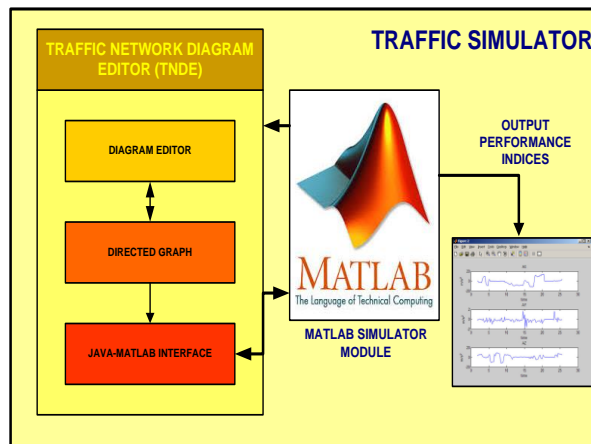 TRAFFIC NETWORK DIAGRAM
EDITOR (TNDE)
TRAFFIC SIMULATOR
DIAGRAM EDITOR
DIRECTED GRAPH
JAVA-MATLAB INTERFACE
MATLAB
The Language of Technical Computing
MATLAB SIMULATOR
MODULE
OUTPUT
PERFORMANCE
INDICES